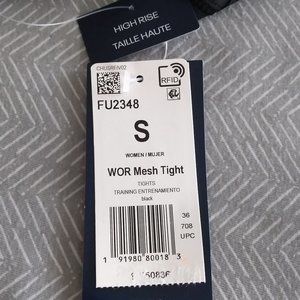 HIGH RISE
TAILLE HAUTE
RFID
FU2348
S
WOMEN / MUJER
WOR Mesh Tight
TIGHTS
TRAINING ENTRENAMIENTO
black
36
708
UPC
1 91980 80018 3